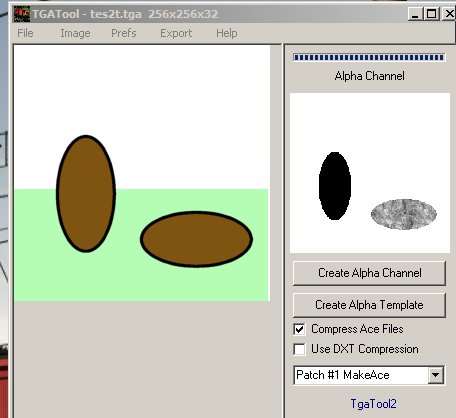 TGATool - tes2t.tga 256x256x32
File Image Prefs Export Help
Alpha Channel
Create Alpha Channel
Create Alpha Template
Compress Ace Files
Use DXT Compression
Patch #1 MakeAce
TgaTool2